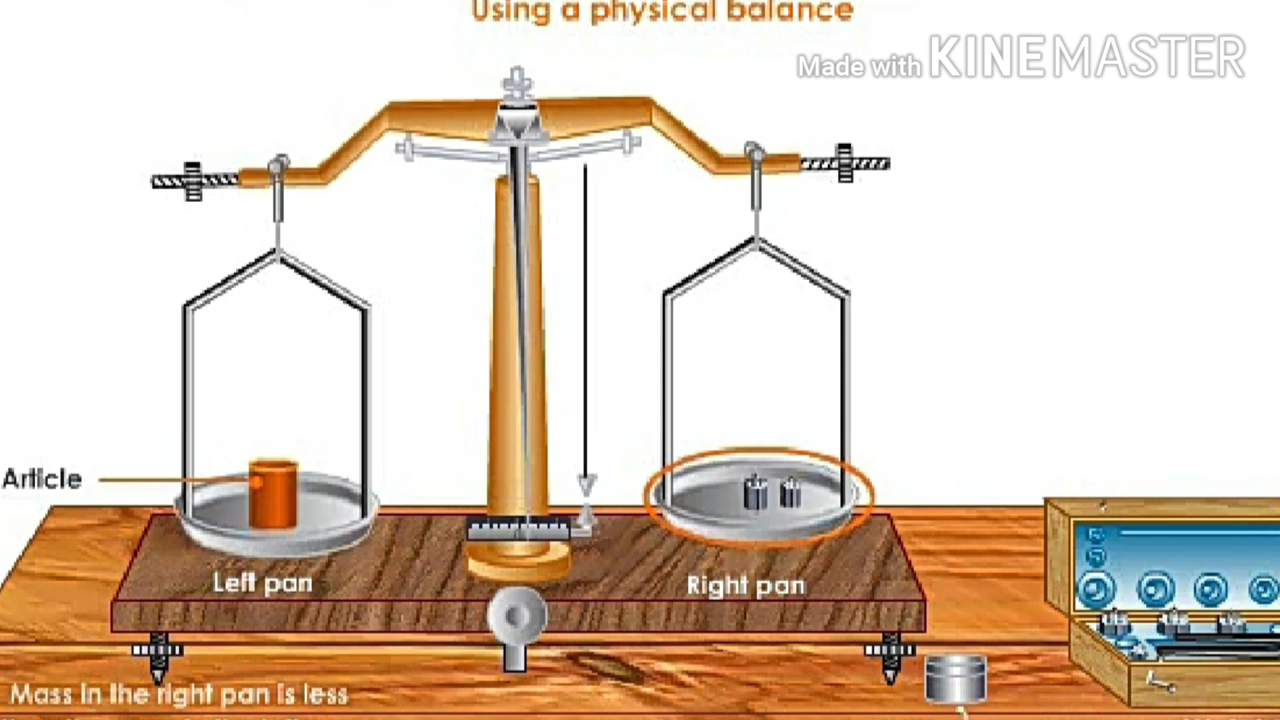 Using a physical balance
Made with KINEMASTER
Article
Left pan
Right pan
Mass in the right pan is less